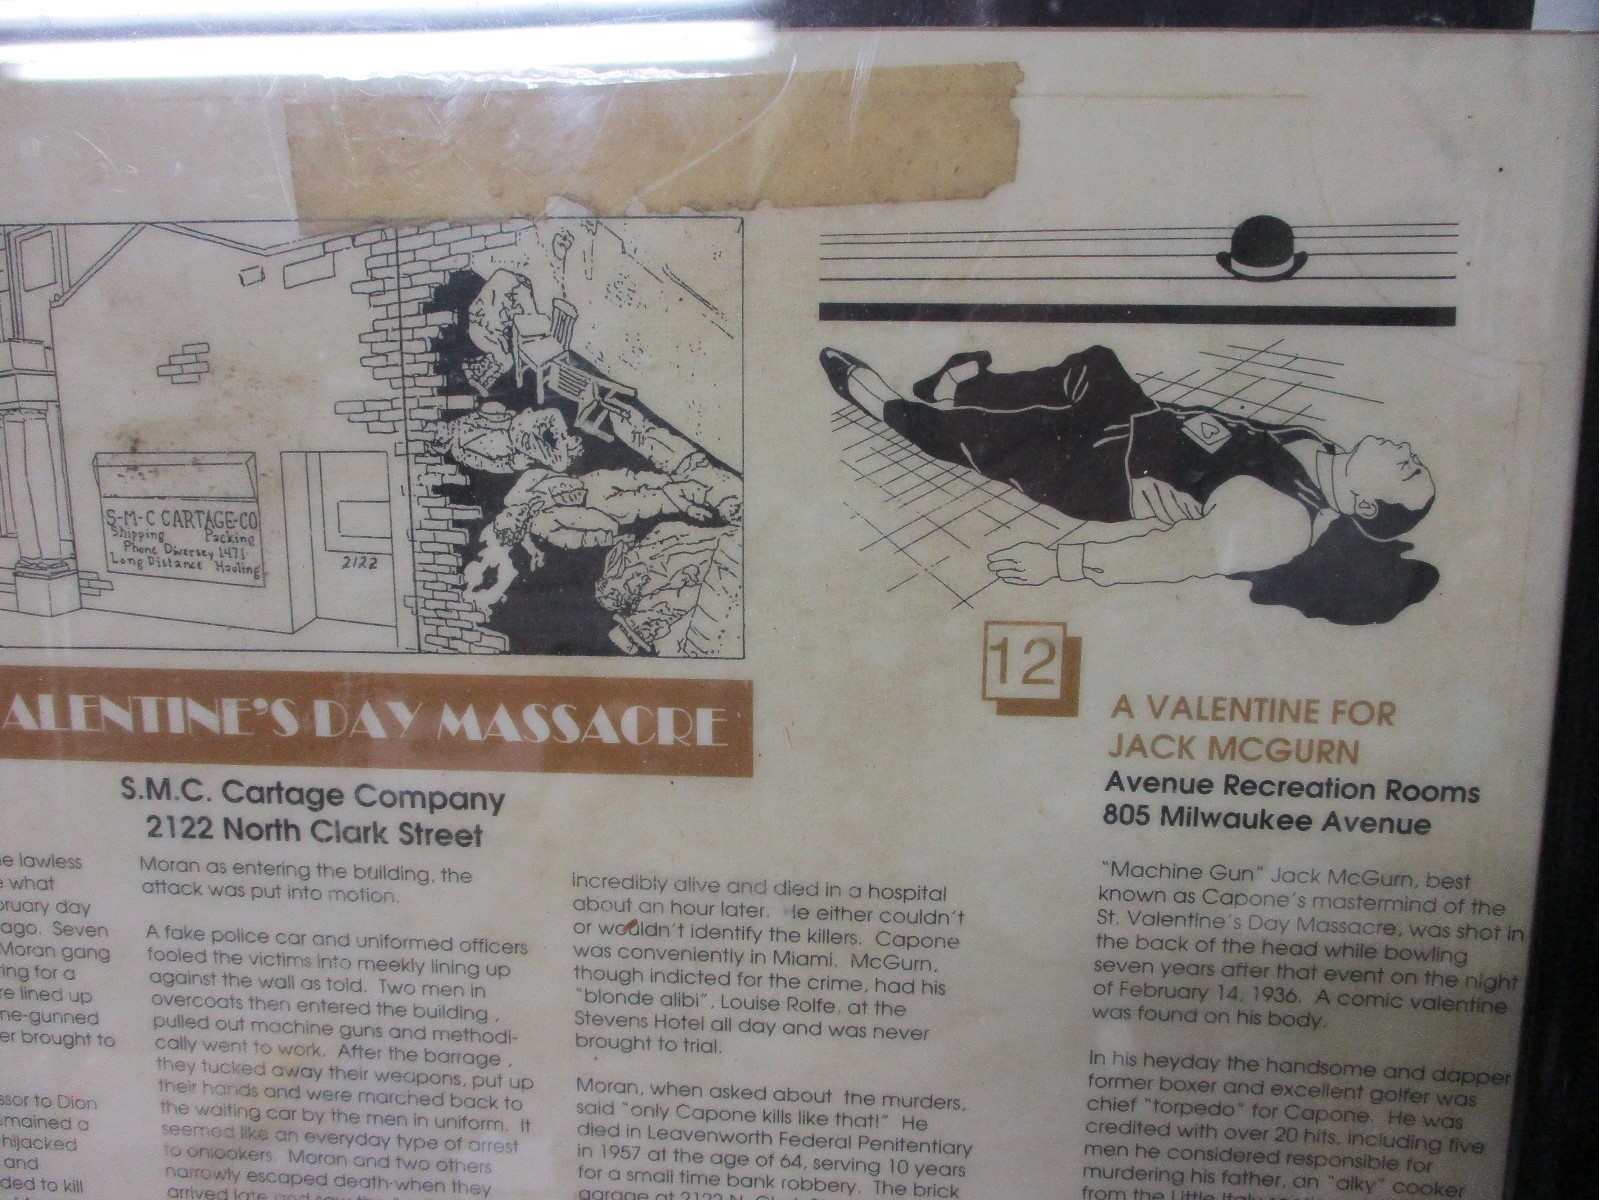 S-M-C CARTAGE-CO
Shipping Packing
Phone Diversey 1471
Long Distance Hauling
2122
ALENTINE'S DAY MASSACRE
S.M.C. Cartage Company
2122 North Clark Street
e lawless
what
bruary day
ago. Seven
Moran gang
ing for a
re lined up
ne-gunned
er brought to
ssor to Dion
mained a
hijacked
and
ded to kill
Moran as entering the building, the
attack was put into motion.
A fake police car and uniformed officers
fooled the victims into meekly lining up
against the wall as told. Two men in
overcoats then entered the building ,
pulled out machine guns and methodi-
cally went to work. After the barrage ,
they tucked away their weapons, put up
their hands and were marched back to
the waiting car by the men in uniform. It
seemed like an everyday type of arrest
to onlookers. Moran and two others
narrowly escaped death when they
arrived late and saw
incredibly alive and died in a hospital
about an hour later. He either couldn't
or wouldn't identify the killers. Capone
was conveniently in Miami. McGurn,
though indicted for the crime, had his
"blonde alibi", Louise Rolfe, at the
Stevens Hotel all day and was never
brought to trial.
Moran, when asked about the murders,
said "only Capone kills like that!" He
died in Leavenworth Federal Penitentiary
in 1957 at the age of 64, serving 10 years
for a small time bank robbery. The brick
garage at 2122 N.
12
A VALENTINE FOR
JACK MCGURN
Avenue Recreation Rooms
805 Milwaukee Avenue
"Machine Gun" Jack McGurn, best
known as Capone's mastermind of the
St. Valentine's Day Massacre, was shot in
the back of the head while bowling
seven years after that event on the night
of February 14, 1936. A comic valentine
was found on his body.
In his heyday the handsome and dapper
former boxer and excellent golfer was
chief "torpedo" for Capone. He was
credited with over 20 hits, including five
men he considered responsible for
murdering his father, an "alky" cooker
from the Little Italy